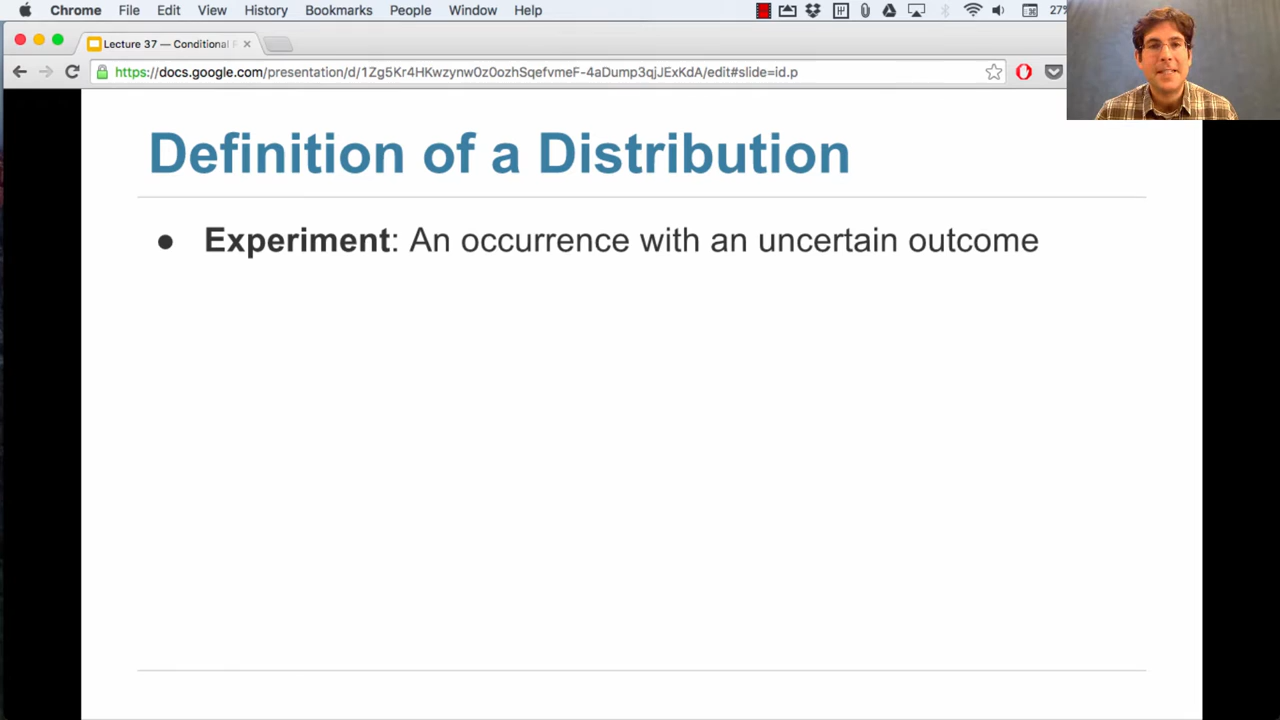 Chrome File Edit View History Bookmarks People Window Help 27%
Lecture 37 — Conditional
https://docs.google.com/presentation/d/1Zg5Kr4HKwzynw0z0ozhSqefvmeF-4aDump3qjJExKdA/edit#slide=id.p
Definition of a Distribution
● Experiment: An occurrence with an uncertain outcome